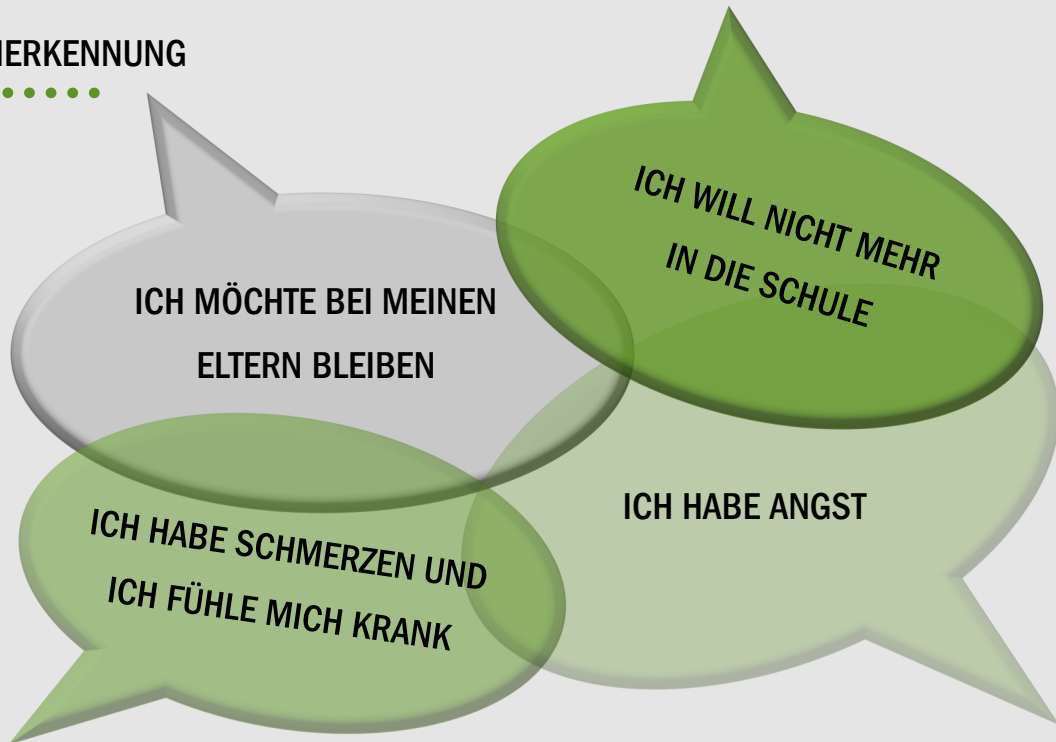 ICH WILL NICHT MEHR
IN DIE SCHULE
ICH MÖCHTE BEI MEINEN
ELTERN BLEIBEN
ICH HABE ANGST
ICH HABE SCHMERZEN UND
ICH FÜHLE MICH KRANK